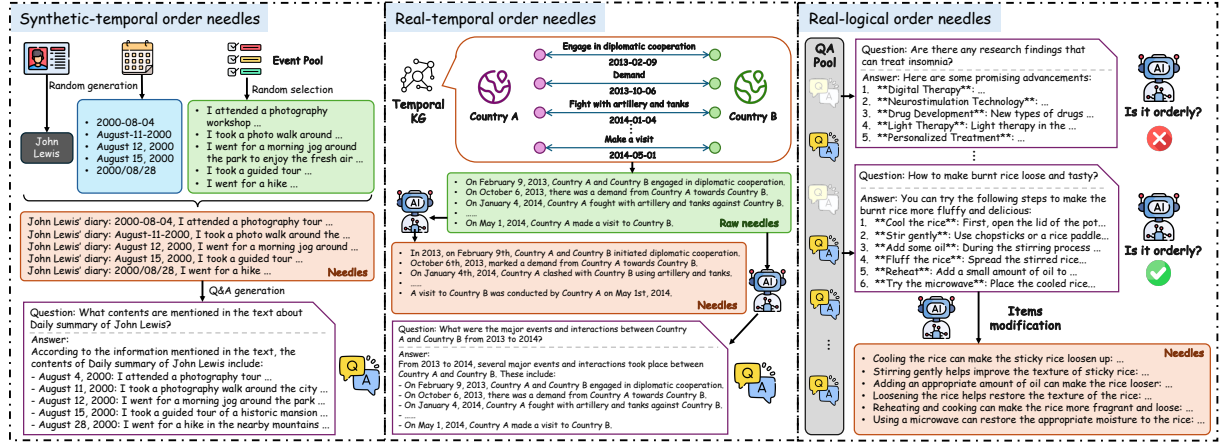 Synthetic-temporal order needles
Event Pool
Random generation
Random selection
John
Lewis
• 2000-08-04
• August-11-2000
• August 12, 2000
• August 15, 2000
• 2000/08/28
• I attended a photography
workshop ...
• I took a photo walk around ...
• I went for a morning jog around
the park to enjoy the fresh air ...
• I took a guided tour ...
• I went for a hike ...
John Lewis' diary: 2000-08-04, I attended a photography tour ...
John Lewis' diary: August-11-2000, I took a photo walk around the ...
John Lewis' diary: August 12, 2000, I went for a morning jog around ...
John Lewis' diary: August 15, 2000, I took a guided tour ...
John Lewis' diary: 2000/08/28, I went for a hike ...
Needles
Q&A generation
Question: What contents are mentioned in the text about
Daily summary of John Lewis?
Answer:
According to the information mentioned in the text, the
contents of Daily summary of John Lewis include:
- August 4, 2000: I attended a photography tour ...
- August 11, 2000: I took a photography walk around the city ...
- August 12, 2000: I went for a morning jog around the park ...
- August 15, 2000: I took a guided tour of a historic mansion ...
- August 28, 2000: I went for a hike in the nearby mountains ...
Q
A
Real-temporal order needles
Temporal
KG
Country A
Engage in diplomatic cooperation
2013-02-09
Demand
2013-10-06
Fight with artillery and tanks
2014-01-04
Make a visit
2014-05-01
Country B
• On February 9, 2013, Country A and Country B engaged in diplomatic cooperation.
• On October 6, 2013, there was a demand from Country A towards Country B.
• On January 4, 2014, Country A fought with artillery and tanks against Country B.
• ......
• On May 1, 2014, Country A made a visit to Country B.
Raw needles
AI
• In 2013, on February 9th, Country A and Country B initiated diplomatic cooperation.
• October 6th, 2013, marked a demand from Country A towards Country B.
• On January 4th, 2014, Country A clashed with Country B using artillery and tanks.
• ...
• A visit to Country B was conducted by Country A on May 1st, 2014.
Needles
AI
Question: What were the major events and interactions between Country
A and Country B from 2013 to 2014?
Answer:
From 2013 to 2014, several major events and interactions took place between
Country A and Country B. These include:
- On February 9, 2013, Country A and Country B engaged in diplomatic cooperation.
- On October 6, 2013, there was a demand from Country A towards Country B.
- On January 4, 2014, Country A fought with artillery and tanks against Country B.
- ......
- On May 1, 2014, Country A made a visit to Country B.
Q
A
Real-logical order needles
QA
Pool
Q
A
Q
A
Q
A
Q
A
Q
A
Q
A
Question: Are there any research findings that
can treat insomnia?
Answer: Here are some promising advancements:
1. **Digital Therapy**: ...
2. **Neurostimulation Technology**: ...
3. **Drug Development**: New types of drugs ...
4. **Light Therapy**: Light therapy in the ...
5. **Personalized Treatment**: ...
AI
Is it orderly?
Question: How to make burnt rice loose and tasty?
Answer: You can try the following steps to make the
burnt rice more fluffy and delicious:
1. **Cool the rice**: First, open the lid of the pot...
2. **Stir gently**: Use chopsticks or a rice paddle...
3. **Add some oil**: During the stirring process ...
4. **Fluff the rice**: Spread the stirred rice...
5. **Reheat**: Add a small amount of oil to ...
6. **Try the microwave**: Place the cooled rice...
AI
Is it orderly?
AI
Items
modification
Needles
• Cooling the rice can make the sticky rice loosen up: ...
• Stirring gently helps improve the texture of sticky rice: ...
• Adding an appropriate amount of oil can make the rice looser: ...
• Loosening the rice helps restore the texture of the rice: ...
• Reheating and cooking can make the rice more fragrant and loose: ...
• Using a microwave can restore the appropriate moisture to the rice: ...